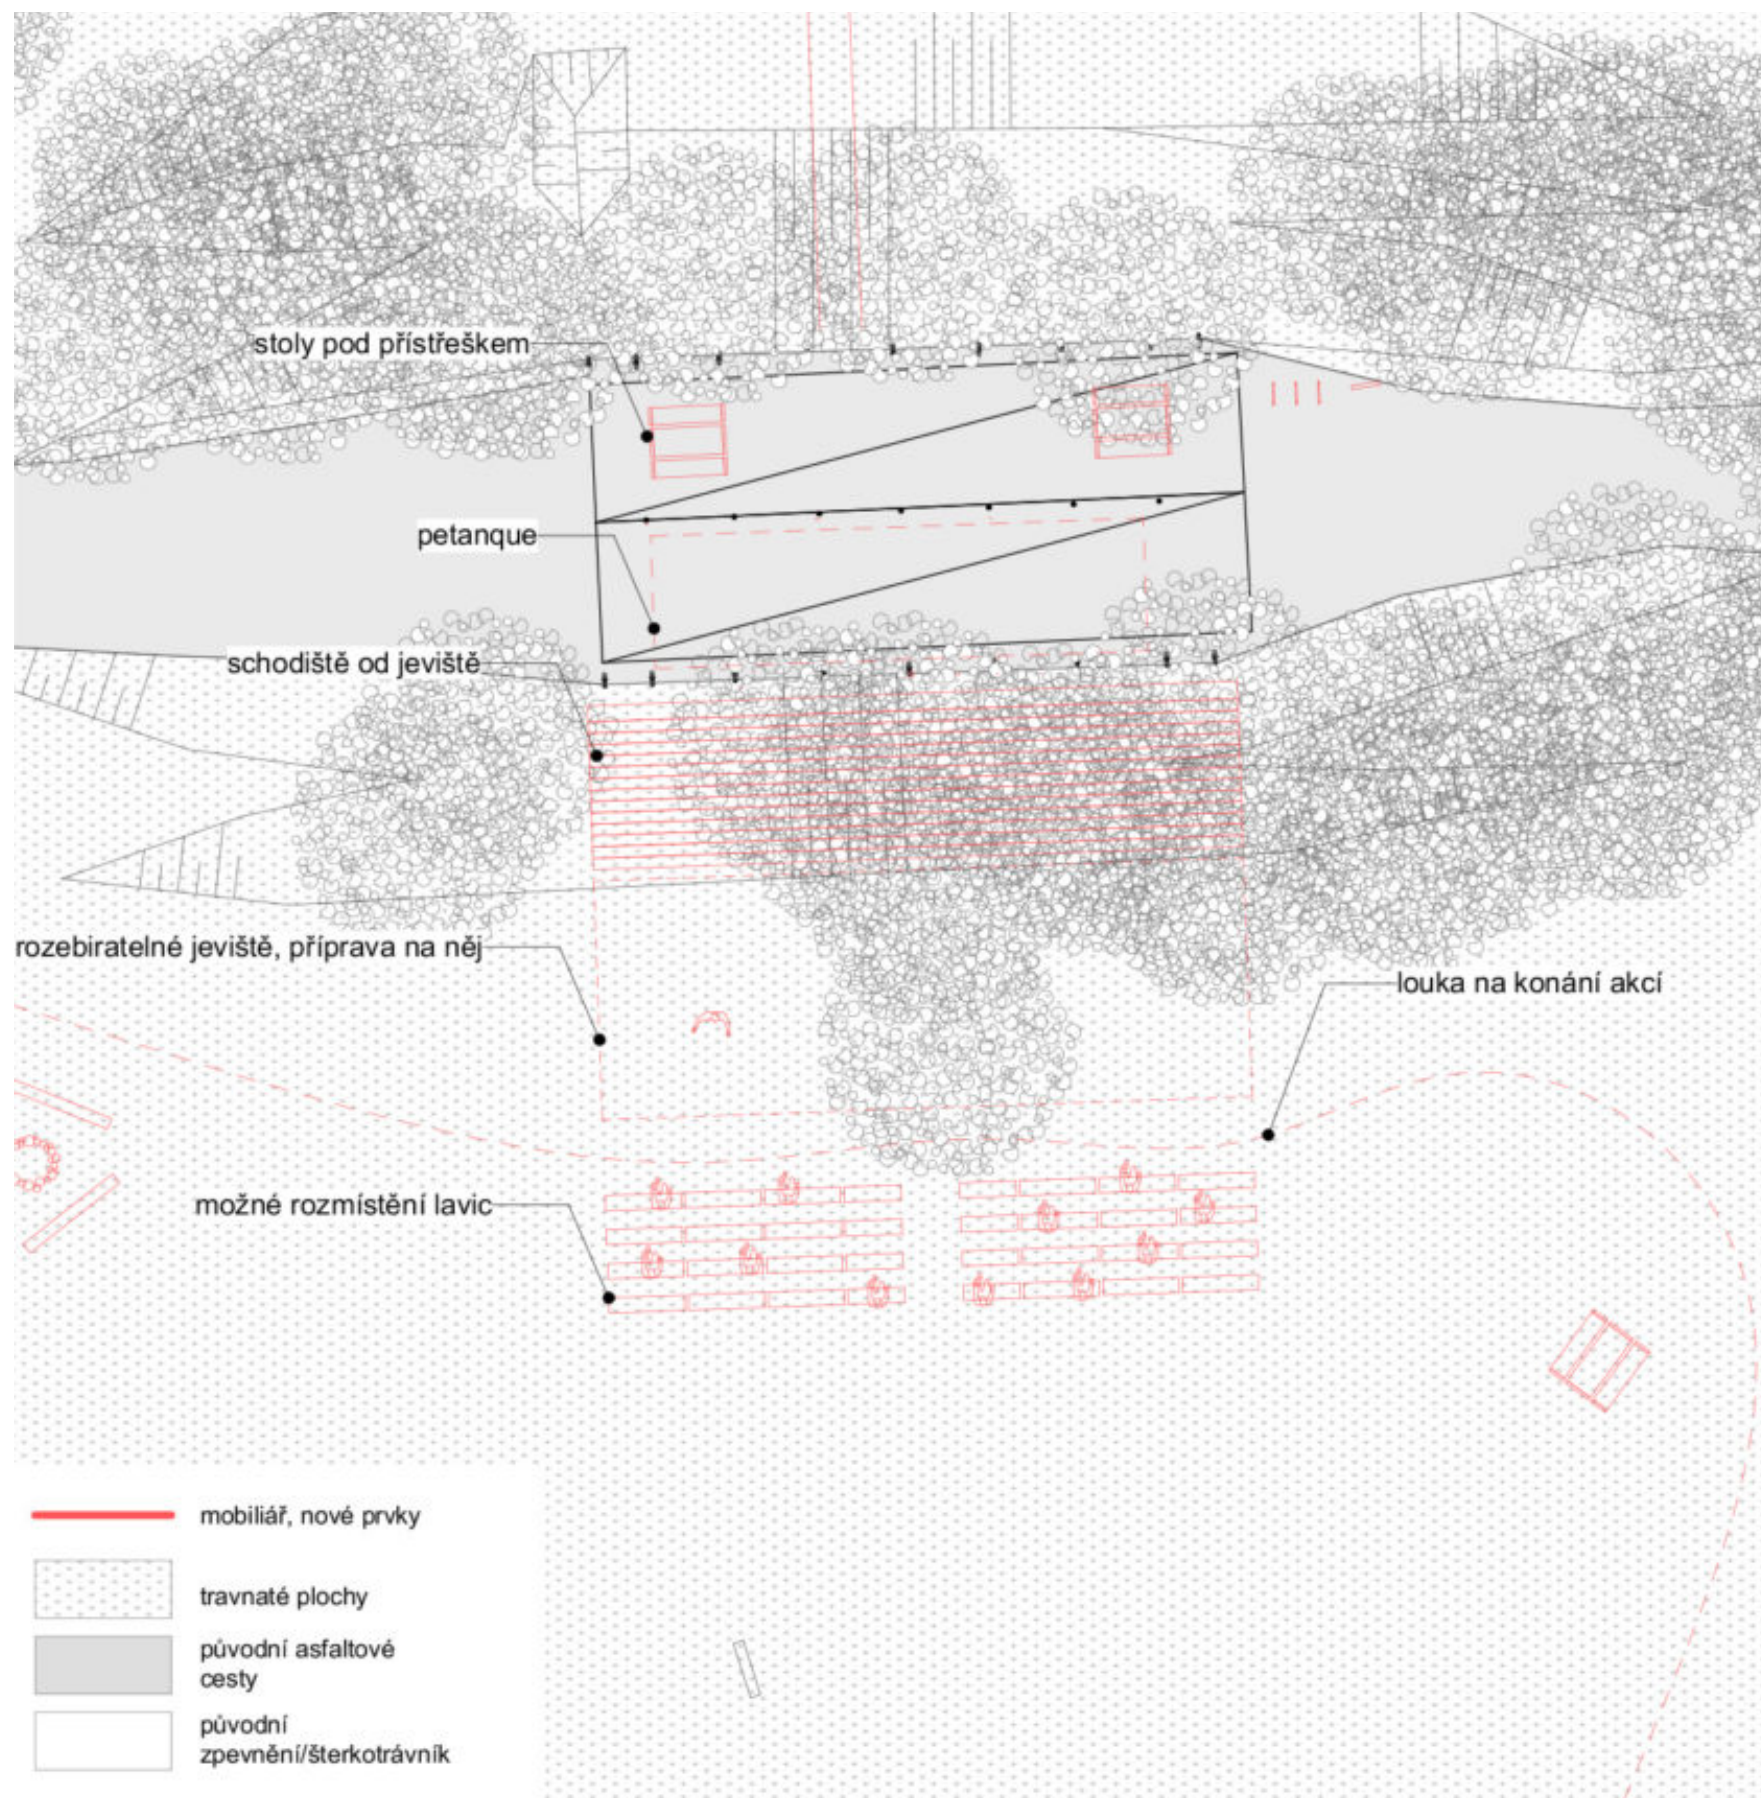 stoly pod přístřeškem
petanque
schodiště od jeviště
rozebiratelné jeviště, příprava na něj
louka na konání akcí
možné rozmístění lavic
mobiliář, nové prvky
travnaté plochy
původní asfaltové
cesty
původní
zpevnění/šterkotrávník